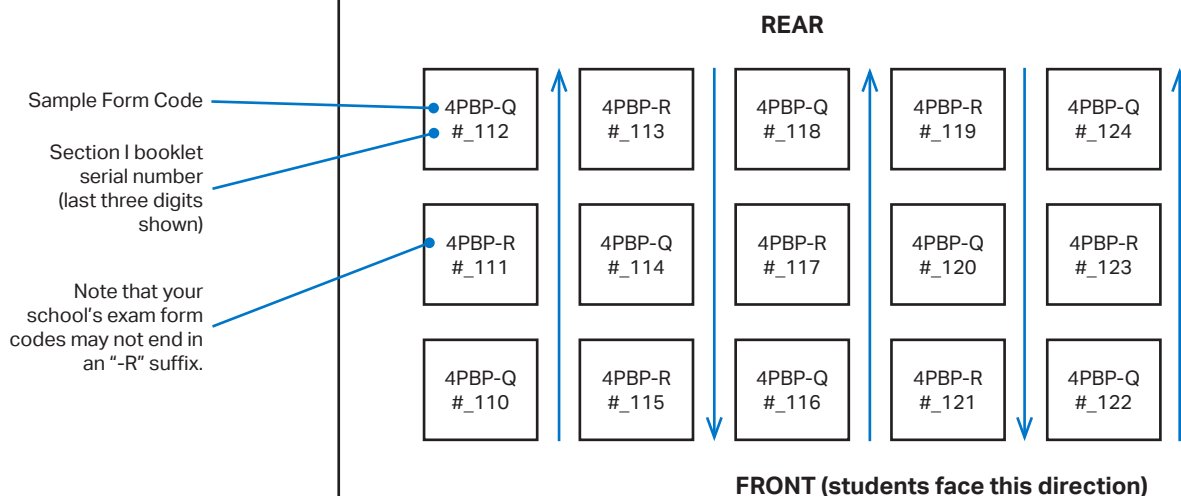 REAR
Sample Form Code
Section I booklet
serial number
(last three digits
shown)
Note that your
school's exam form
codes may not end in
an “-R” suffix.
4PBP-Q
#_112
4PBP-R
#_113
4PBP-Q
#_118
4PBP-R
#_119
4PBP-Q
#_124
4PBP-R
#_111
4PBP-Q
#_114
4PBP-R
#_117
4PBP-Q
#_120
4PBP-R
#_123
4PBP-Q
#_110
4PBP-R
#_115
4PBP-Q
#_116
4PBP-R
#_121
4PBP-Q
#_122
FRONT (students face this direction)